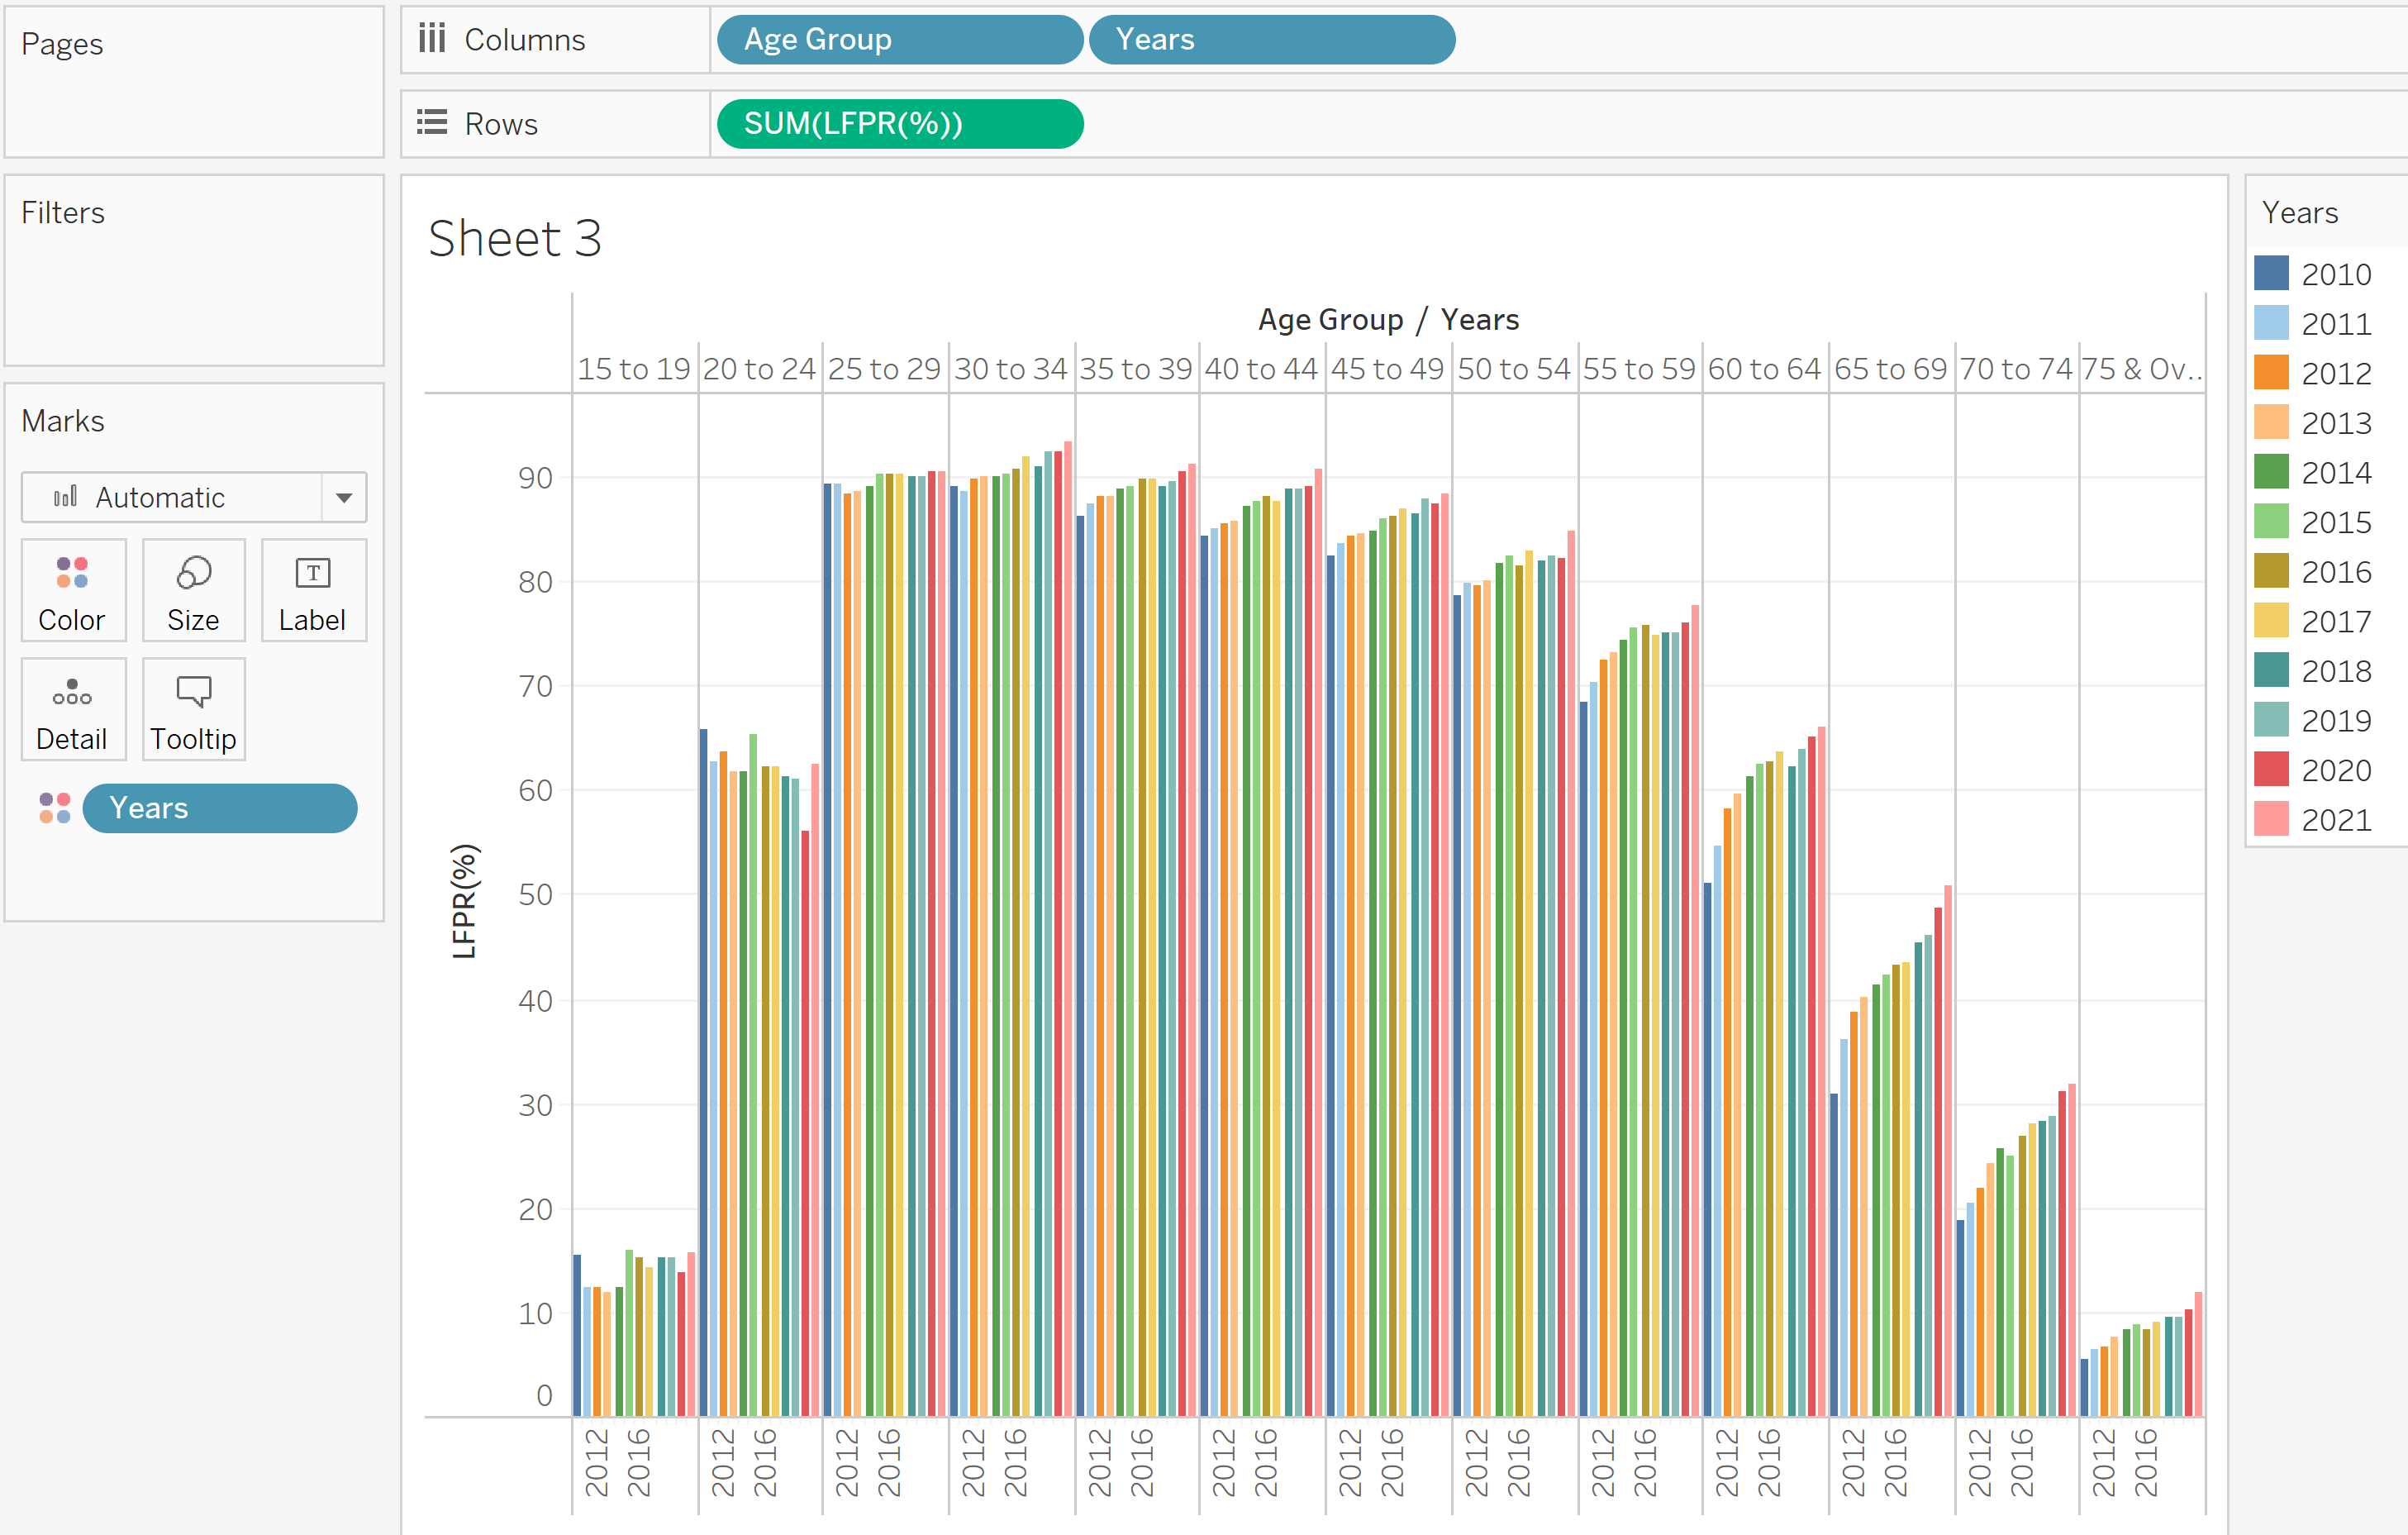 Pages
Columns
Age Group
Years
Rows
SUM(LFPR(%))
Filters
Marks
Automatic
Color
Size
T
Label
Detail
Tooltip
Years
Sheet 3
Age Group / Years
15 to 19 20 to 24 25 to 29 30 to 34 35 to 39 40 to 44 45 to 49 50 to 54 55 to 59 60 to 64 65 to 69 70 to 74 75 & Ov..
90
80
70
60
50
40
30
20
10
0
LFPR(%)
2012 2016 2012 2016 2012 2016 2012 2016 2012 2016 2012 2016 2012 2016 2012 2016 2012 2016 2012 2016 2012 2016 2012 2016 2012 2016
Years
2010
2011
2012
2013
2014
2015
2016
2017
2018
2019
2020
2021